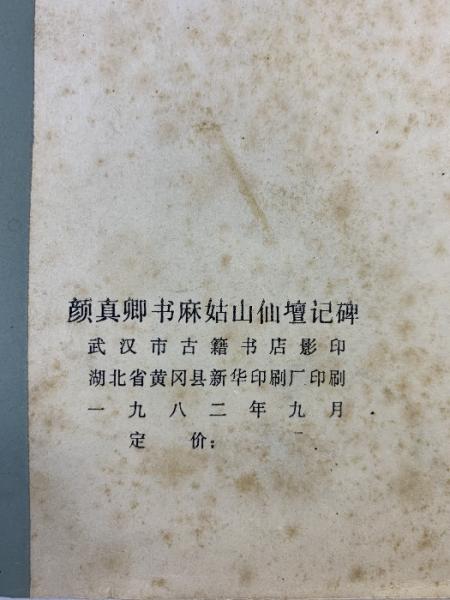 颜真卿书麻姑山仙壇记碑
武汉市古籍书店影印
湖北省黄冈县新华印刷厂印刷
一九八二年九月
定 价：